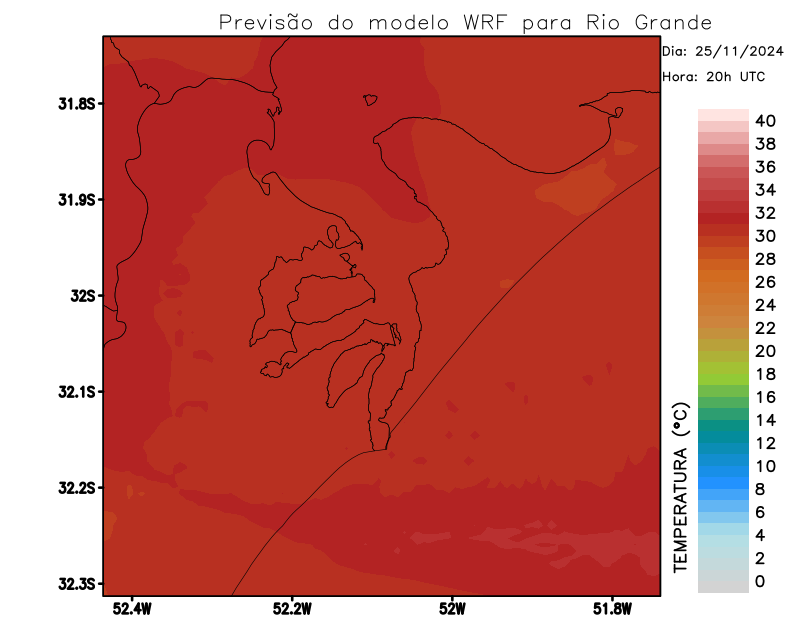 Previsão do modelo WRF para Rio Grande
Dia: 25/11/2024
Hora: 20h UTC
31.8S
31.9S
32S
32.1S
32.2S
32.3S
52.4W
52.2W
52W
51.8W
40
38
36
34
32
30
28
26
24
22
20
18
16
14
12
10
8
6
4
2
0
TEMPERATURA (°C)